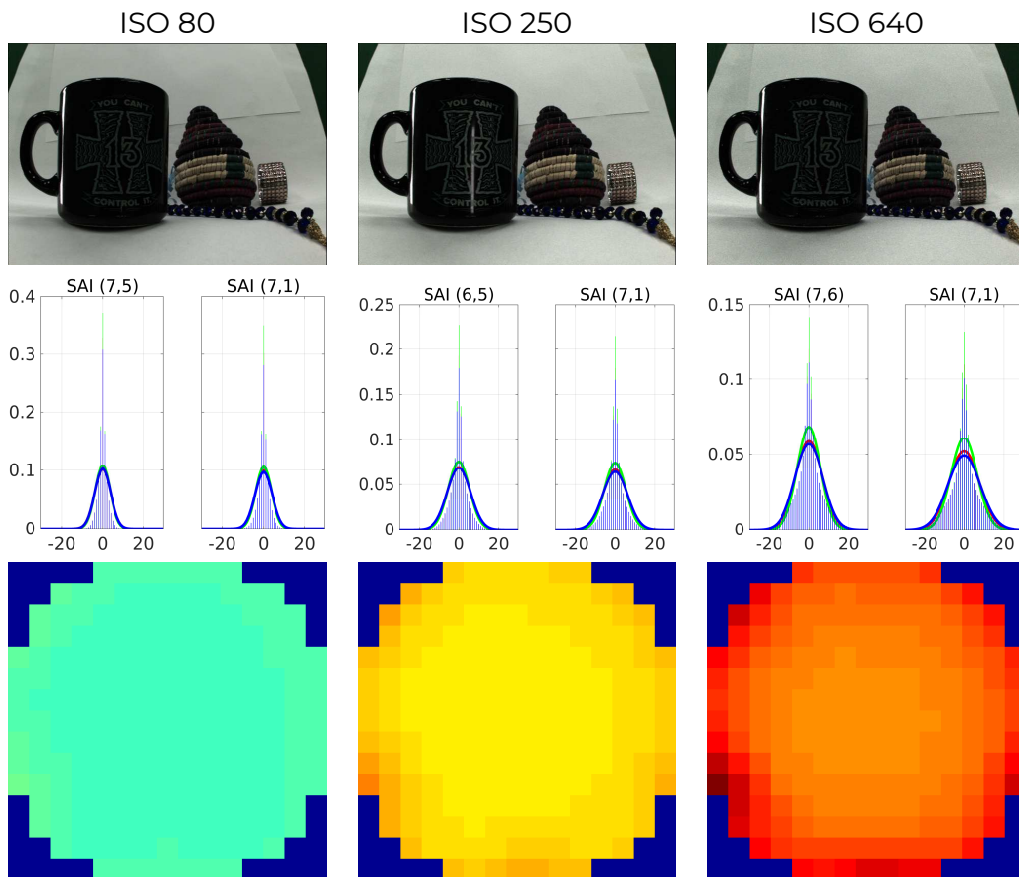 ISO 80 ISO 250 ISO 640
YOU CAN'T YOU CAN'T YOU CAN'T
13 13 13
CONTROL IT. CONTROL IT. CONTROL IT.
SAI (7,5) SAI (7,1) SAI (6,5) SAI (7,1) SAI (7,6) SAI (7,1)
0.4 0.25 0.15
0.3 0.2 0.1
0.2 0.15 0.05
0.1 0.1 0
0 0.05
0
-20 0 20 -20 0 20 -20 0 20 -20 0 20 -20 0 20 -20 0 20